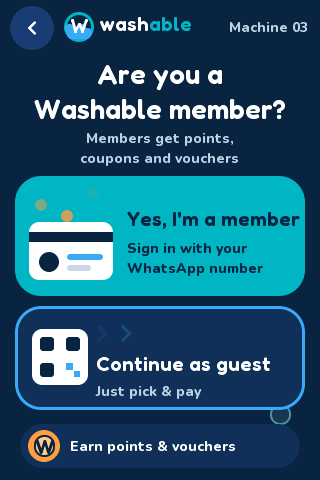 washable
Machine 03
Are you a
Washable member?
Members get points,
coupons and vouchers
Yes, I'm a member
Sign in with your
WhatsApp number
Continue as guest
Just pick & pay
Earn points & vouchers